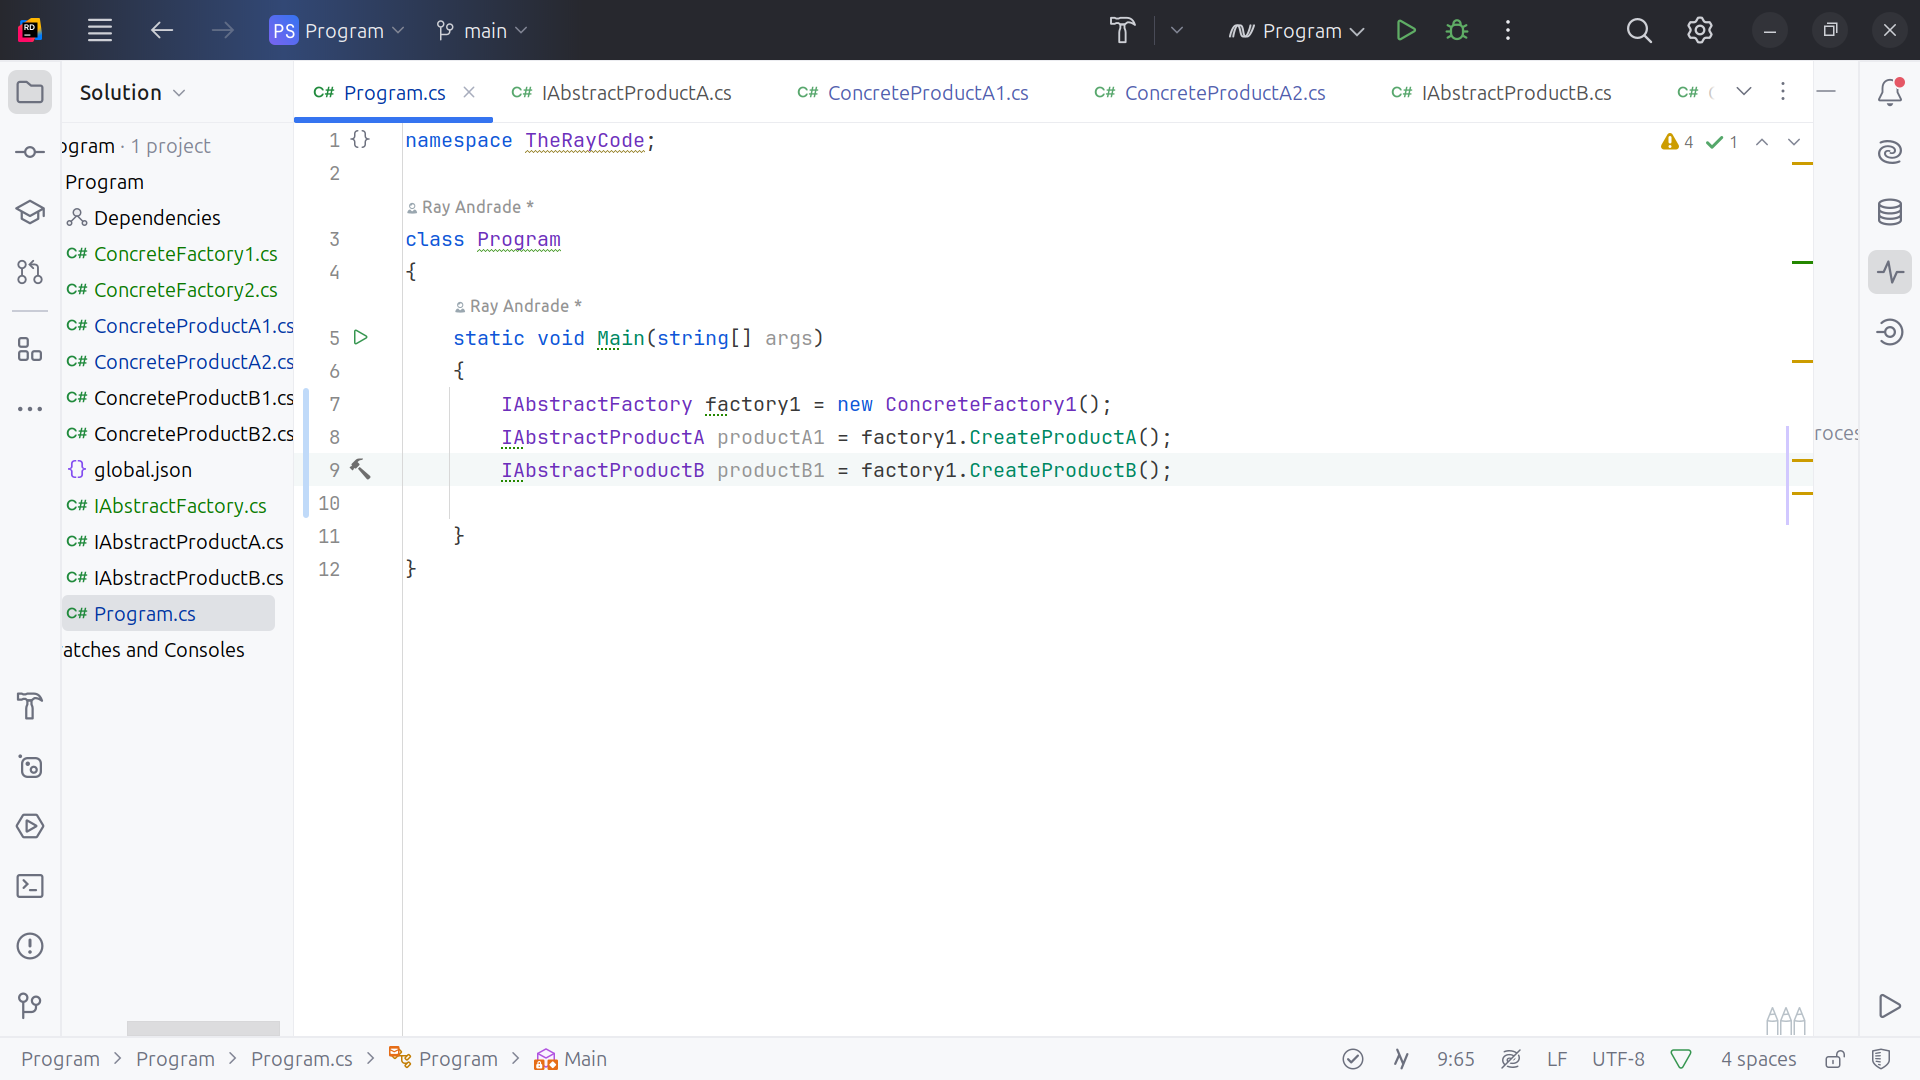 RD
PS Program
main
Program
Solution
C# Program.cs
C# IAbstractProductA.cs
C# ConcreteProductA1.cs
C# ConcreteProductA2.cs
C# IAbstractProductB.cs
C#
ogram · 1 project
Program
Dependencies
C# ConcreteFactory1.cs
C# ConcreteFactory2.cs
C# ConcreteProductA1.cs
C# ConcreteProductA2.cs
C# ConcreteProductB1.cs
C# ConcreteProductB2.cs
{} global.json
C# IAbstractFactory.cs
C# IAbstractProductA.cs
C# IAbstractProductB.cs
C# Program.cs
atches and Consoles
1 {} namespace TheRayCode;
2
Ray Andrade *
3 class Program
4 {
Ray Andrade *
5 static void Main(string[] args)
6 {
7 IAbstractFactory factory1 = new ConcreteFactory1();
8 IAbstractProductA productA1 = factory1.CreateProductA();
9 IAbstractProductB productB1 = factory1.CreateProductB();
10
11 }
12 }
4 1
roces
Program > Program > Program.cs > Program > Main
9:65 LF UTF-8 4 spaces